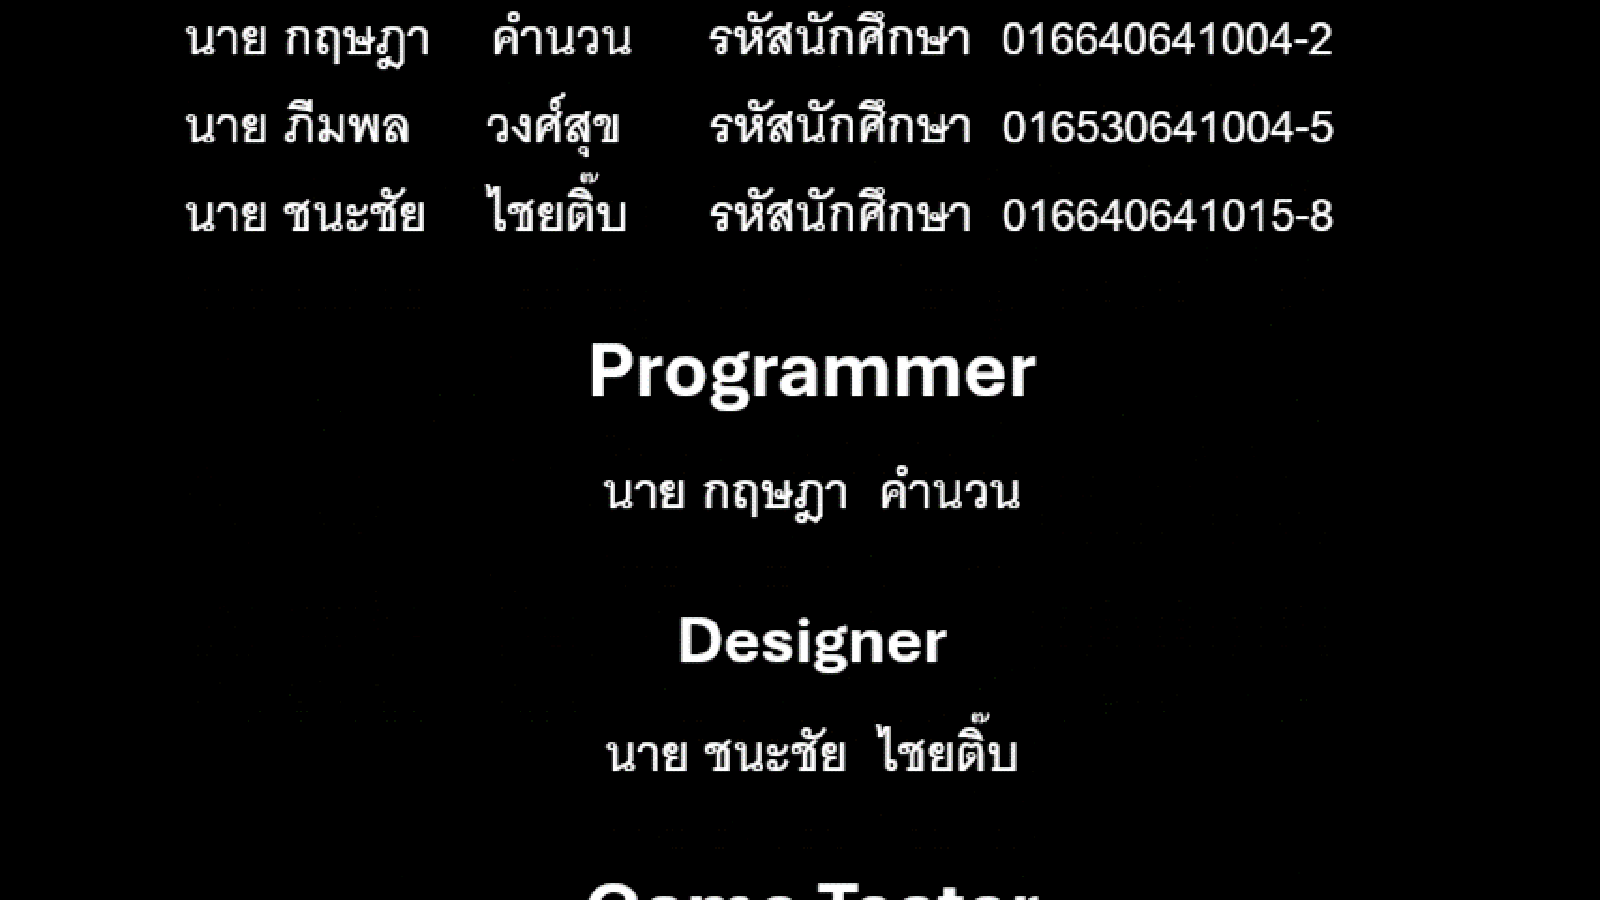 นาย กฤษฎา คำนวน รหัสนักศึกษา 016640641004-2
นาย ภีมพล วงศ์สุข รหัสนักศึกษา 016530641004-5
นาย ชนะชัย ไชยติ๊บ รหัสนักศึกษา 016640641015-8
Programmer
นาย กฤษฎา คำนวน
Designer
นาย ชนะชัย ไชยติ๊บ
Game Tester